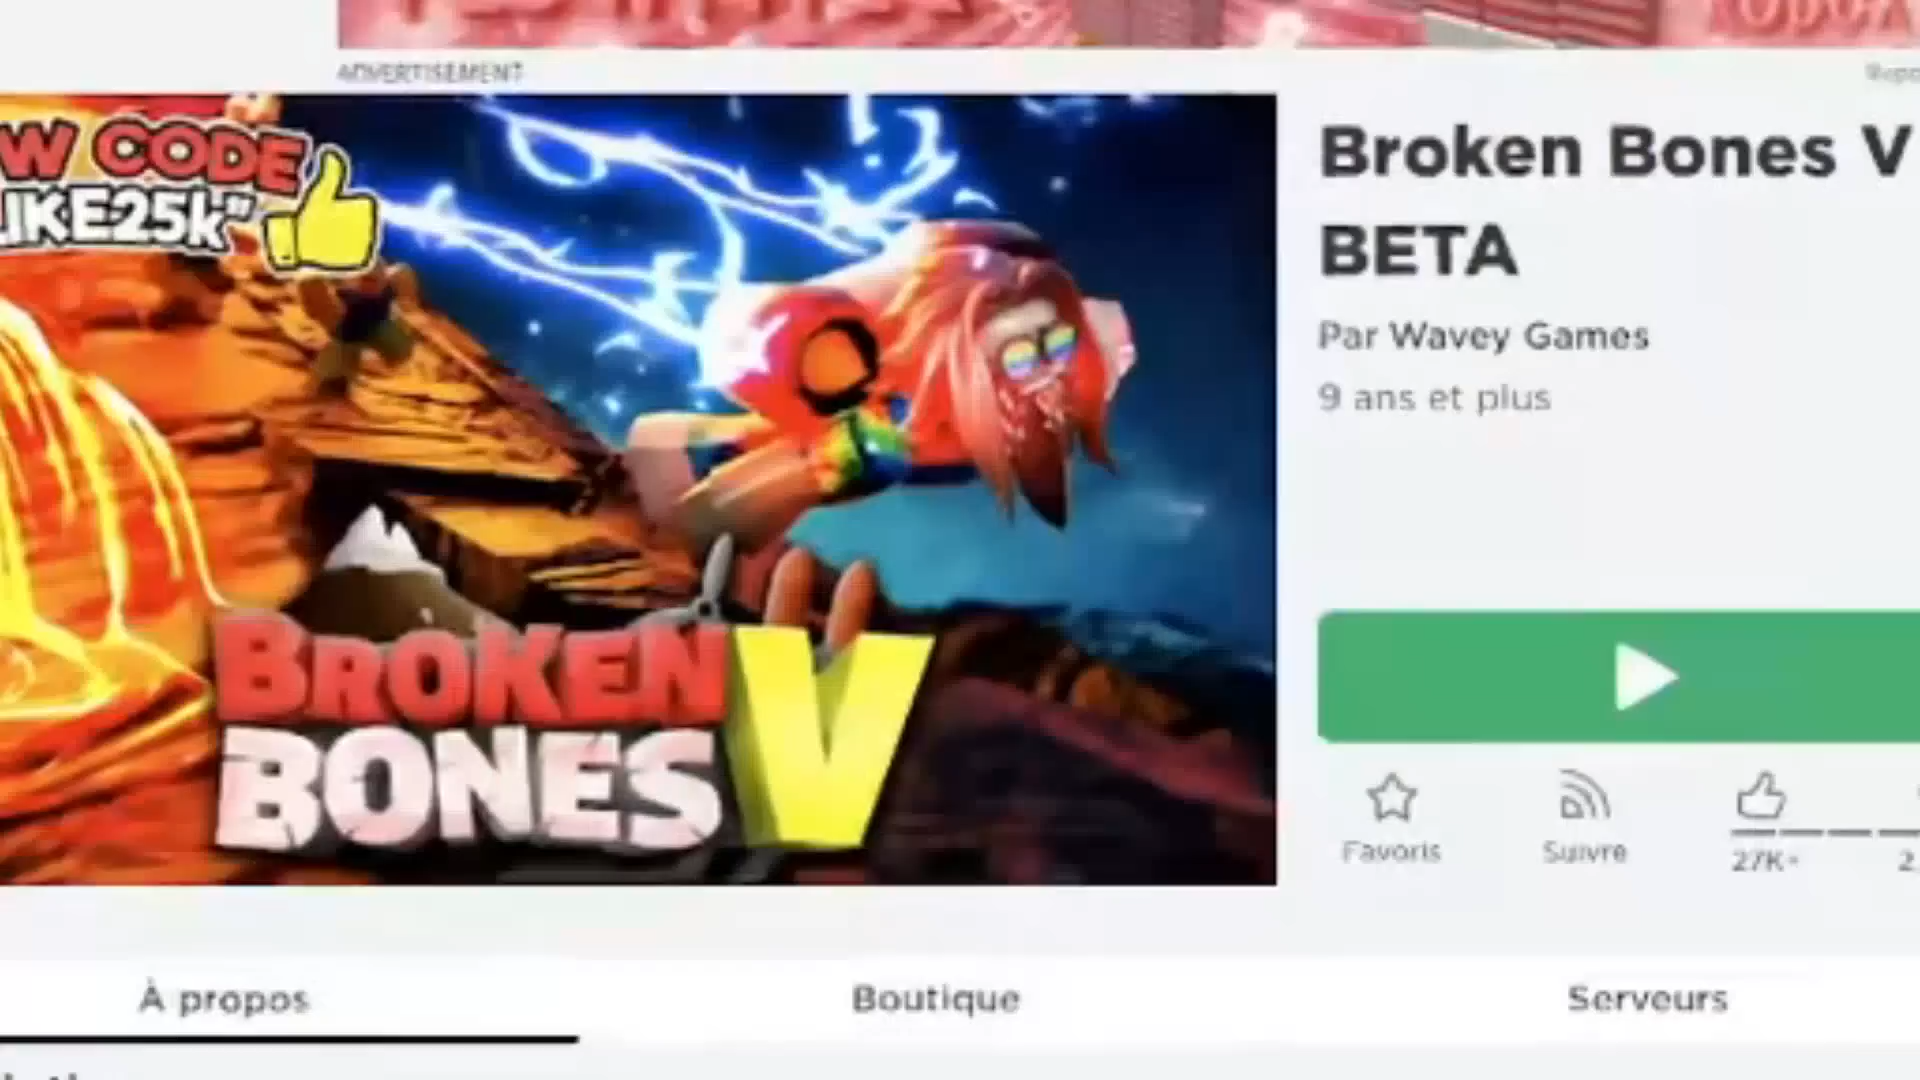 ADVERTISEMENT
W CODE
IKE25k"
BROKEN
BONES V
Broken Bones V
BETA
Par Wavey Games
9 ans et plus
Favoris
Suivre
27K+
À propos
Boutique
Serveurs